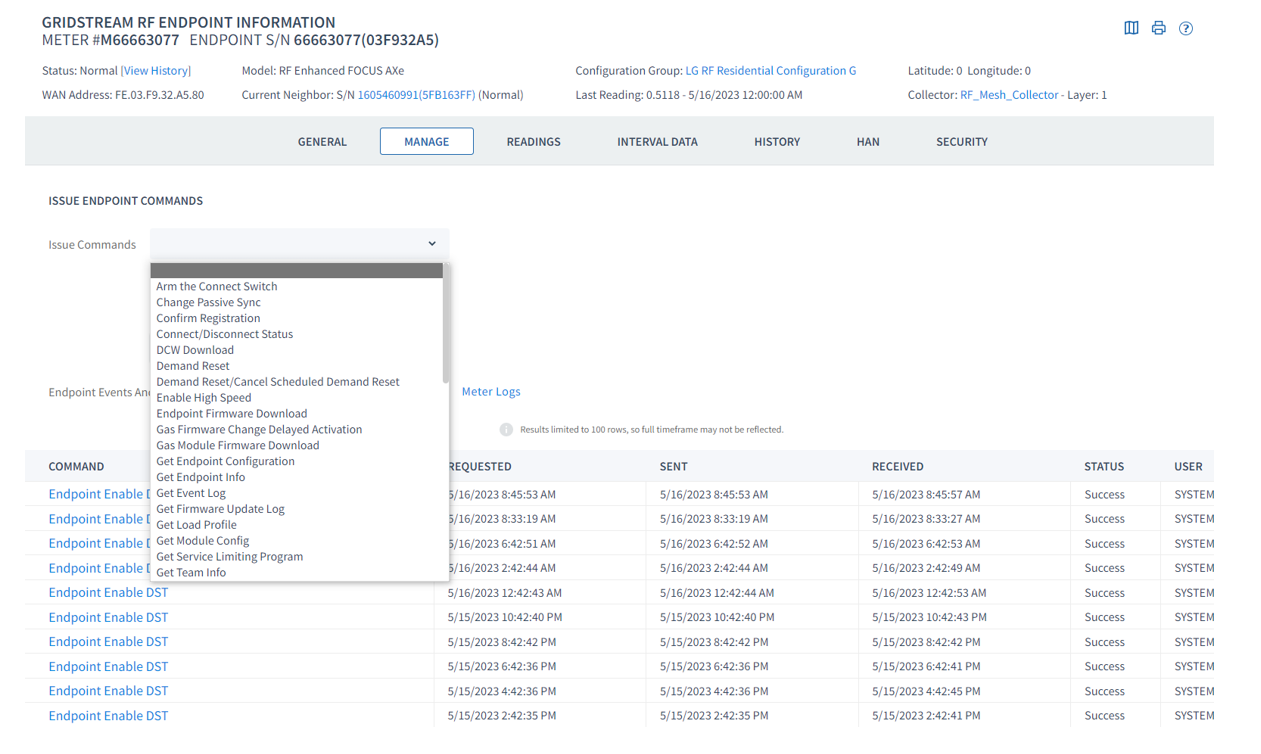 GRIDSTREAM RF ENDPOINT INFORMATION
METER #M66663077 ENDPOINT S/N 66663077(03F932A5)
Status: Normal [View History] Model: RF Enhanced FOCUS AXe Configuration Group: LG RF Residential Configuration G Latitude: 0 Longitude: 0
WAN Address: FE.03.F9.32.A5.80 Current Neighbor: S/N 1605460991(5FB163FF) (Normal) Last Reading: 0.5118 - 5/16/2023 12:00:00 AM Collector: RF_Mesh_Collector - Layer: 1
GENERAL MANAGE READINGS INTERVAL DATA HISTORY HAN SECURITY
ISSUE ENDPOINT COMMANDS
Issue Commands
Arm the Connect Switch
Change Passive Sync
Confirm Registration
Connect/Disconnect Status
DCW Download
Demand Reset
Demand Reset/Cancel Scheduled Demand Reset
Enable High Speed
Endpoint Firmware Download
Gas Firmware Change Delayed Activation
Gas Module Firmware Download
Get Endpoint Configuration
Get Endpoint Info
Get Event Log
Get Firmware Update Log
Get Load Profile
Get Module Config
Get Service Limiting Program
Get Team Info
Endpoint Events An Meter Logs
Results limited to 100 rows, so full timeframe may not be reflected.
COMMAND REQUESTED SENT RECEIVED STATUS USER
Endpoint Enable D 5/16/2023 8:45:53 AM 5/16/2023 8:45:53 AM 5/16/2023 8:45:57 AM Success SYSTEM
Endpoint Enable D 5/16/2023 8:33:19 AM 5/16/2023 8:33:19 AM 5/16/2023 8:33:27 AM Success SYSTEM
Endpoint Enable D 5/16/2023 6:42:51 AM 5/16/2023 6:42:52 AM 5/16/2023 6:42:53 AM Success SYSTEM
Endpoint Enable D 5/16/2023 2:42:44 AM 5/16/2023 2:42:44 AM 5/16/2023 2:42:49 AM Success SYSTEM
Endpoint Enable DST 5/16/2023 12:42:43 AM 5/16/2023 12:42:44 AM 5/16/2023 12:42:53 AM Success SYSTEM
Endpoint Enable DST 5/15/2023 10:42:40 PM 5/15/2023 10:42:40 PM 5/15/2023 10:42:43 PM Success SYSTEM
Endpoint Enable DST 5/15/2023 8:42:42 PM 5/15/2023 8:42:42 PM 5/15/2023 8:42:42 PM Success SYSTEM
Endpoint Enable DST 5/15/2023 6:42:36 PM 5/15/2023 6:42:36 PM 5/15/2023 6:42:41 PM Success SYSTEM
Endpoint Enable DST 5/15/2023 4:42:36 PM 5/15/2023 4:42:36 PM 5/15/2023 4:42:45 PM Success SYSTEM
Endpoint Enable DST 5/15/2023 2:42:35 PM 5/15/2023 2:42:35 PM 5/15/2023 2:42:41 PM Success SYSTEM